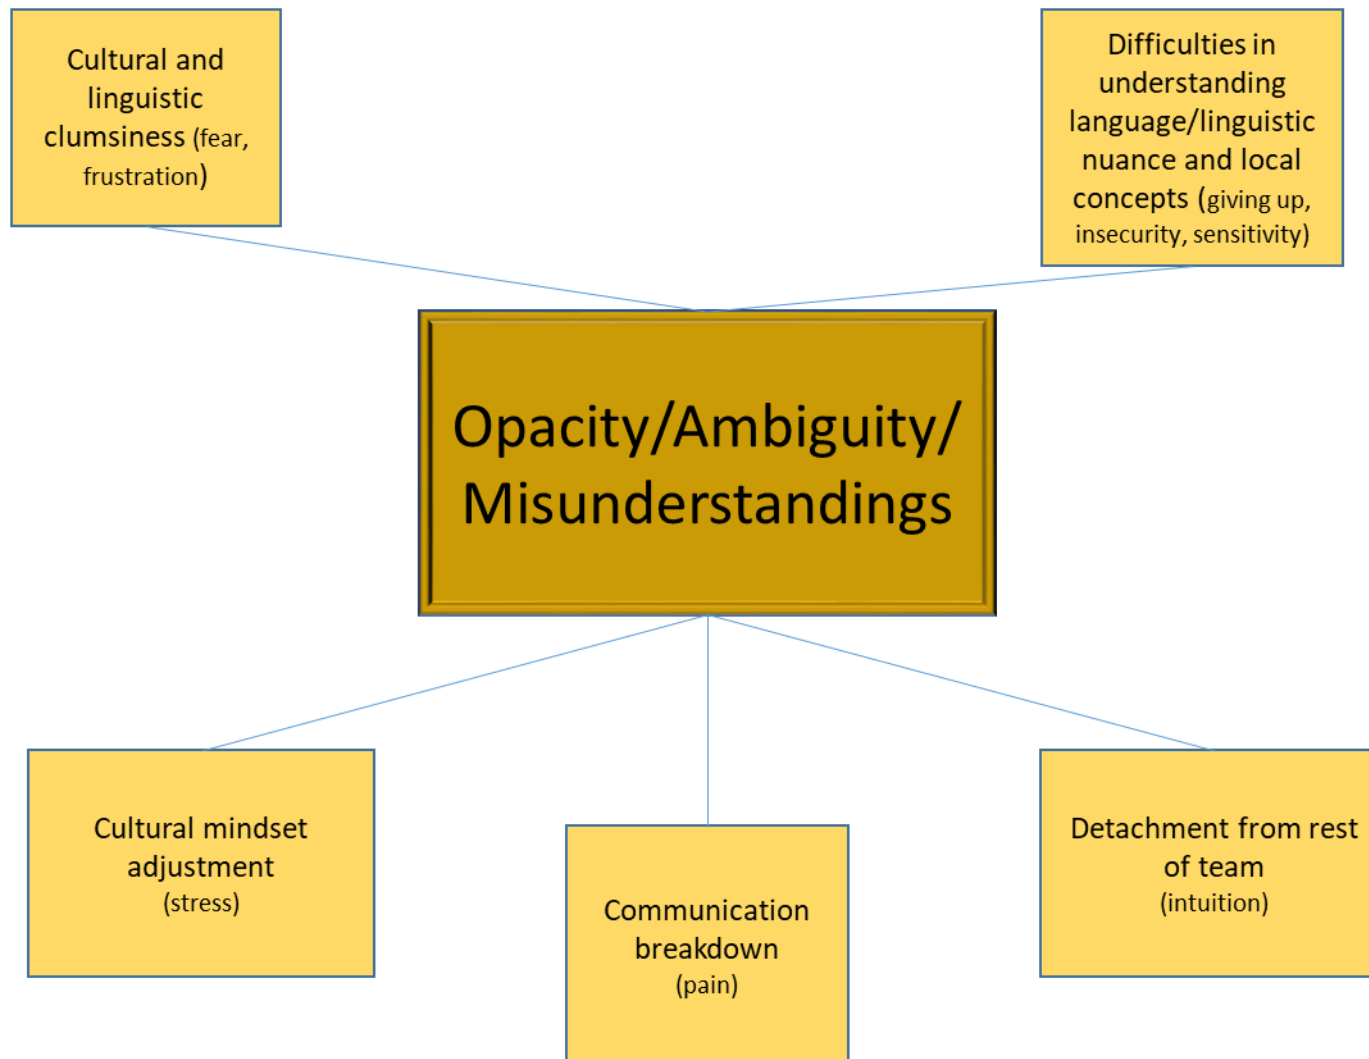 Cultural and
linguistic
clumsiness (fear,
frustration)
Difficulties in
understanding
language/linguistic
nuance and local
concepts (giving up,
insecurity, sensitivity)
Opacity/Ambiguity/
Misunderstandings
Cultural mindset
adjustment
(stress)
Communication
breakdown
(pain)
Detachment from rest
of team
(intuition)